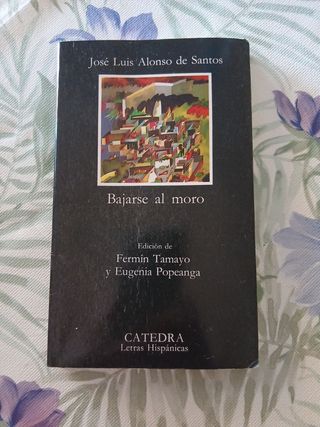 José Luis Alonso de Santos
Bajarse al moro
Edición de
Fermín Tamayo
y Eugenia Popeanga
CATEDRA
Letras Hispánicas